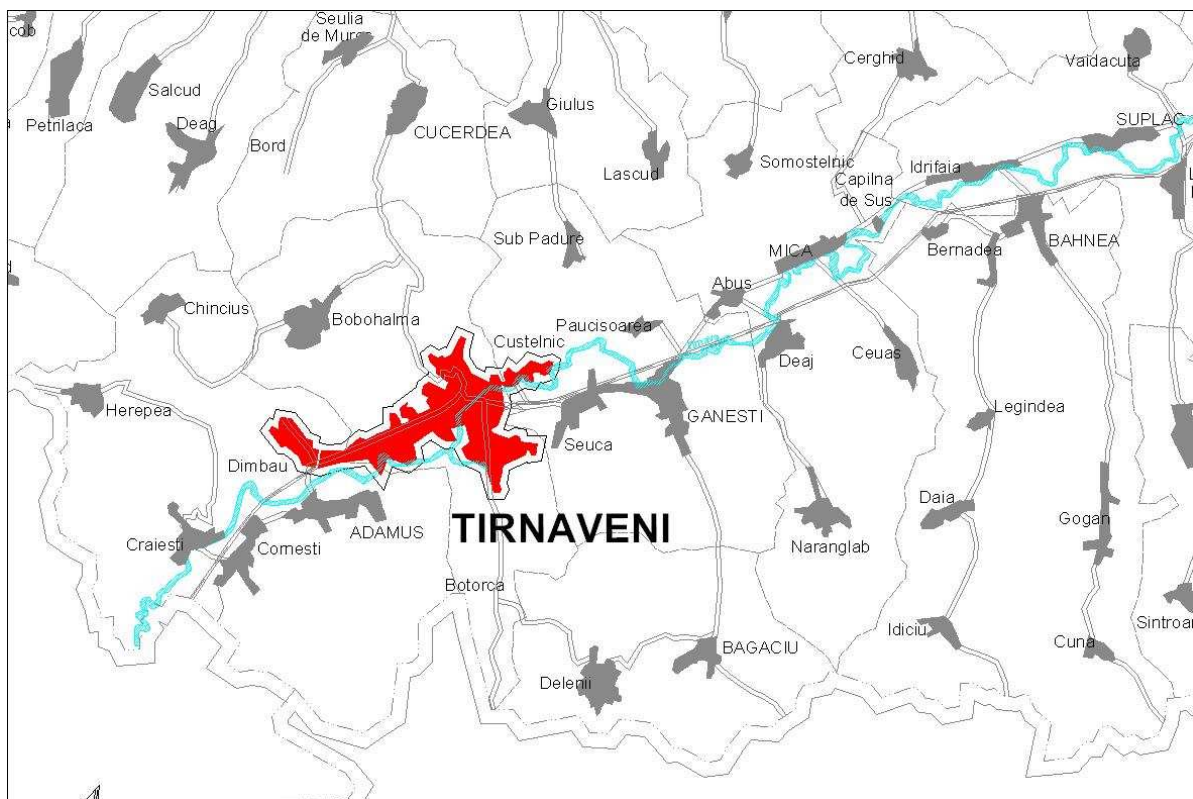 cob
Seulia
de Mures
Cerghid
Vaidacuta
Salcud
Petrilaca
Deag
Bord
CUCERDEA
Giulus
SUPLAC
Lascud
Somostelnic
Idrifaia
Capilna
de Sus
Sub Padure
MICA
Bernadea
BAHNEA
Abus
Chincius
Bobohalma
Custelnic
Paucisoarea
Deaj
Ceuas
Herepea
GANESTI
Legindea
Seuca
Dimbau
Daia
Gogan
ADAMUS
TIRNAVENI
Craiesti
Cornesti
Naranglab
Botorca
Idiciu
Sintroan
Cuna
BAGACIU
Delenii